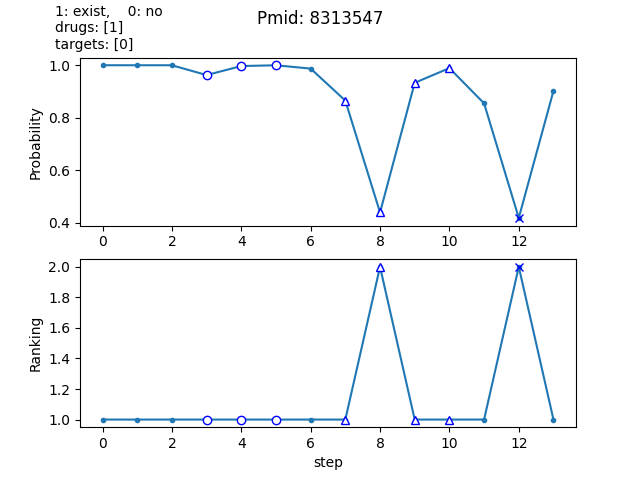 1: exist,    0: no
drugs: [1]
targets: [0]
Pmid: 8313547
Probability
1.0
0.8
0.6
0.4
0 2 4 6 8 10 12
Ranking
2.0
1.8
1.6
1.4
1.2
1.0
0 2 4 6 8 10 12
step